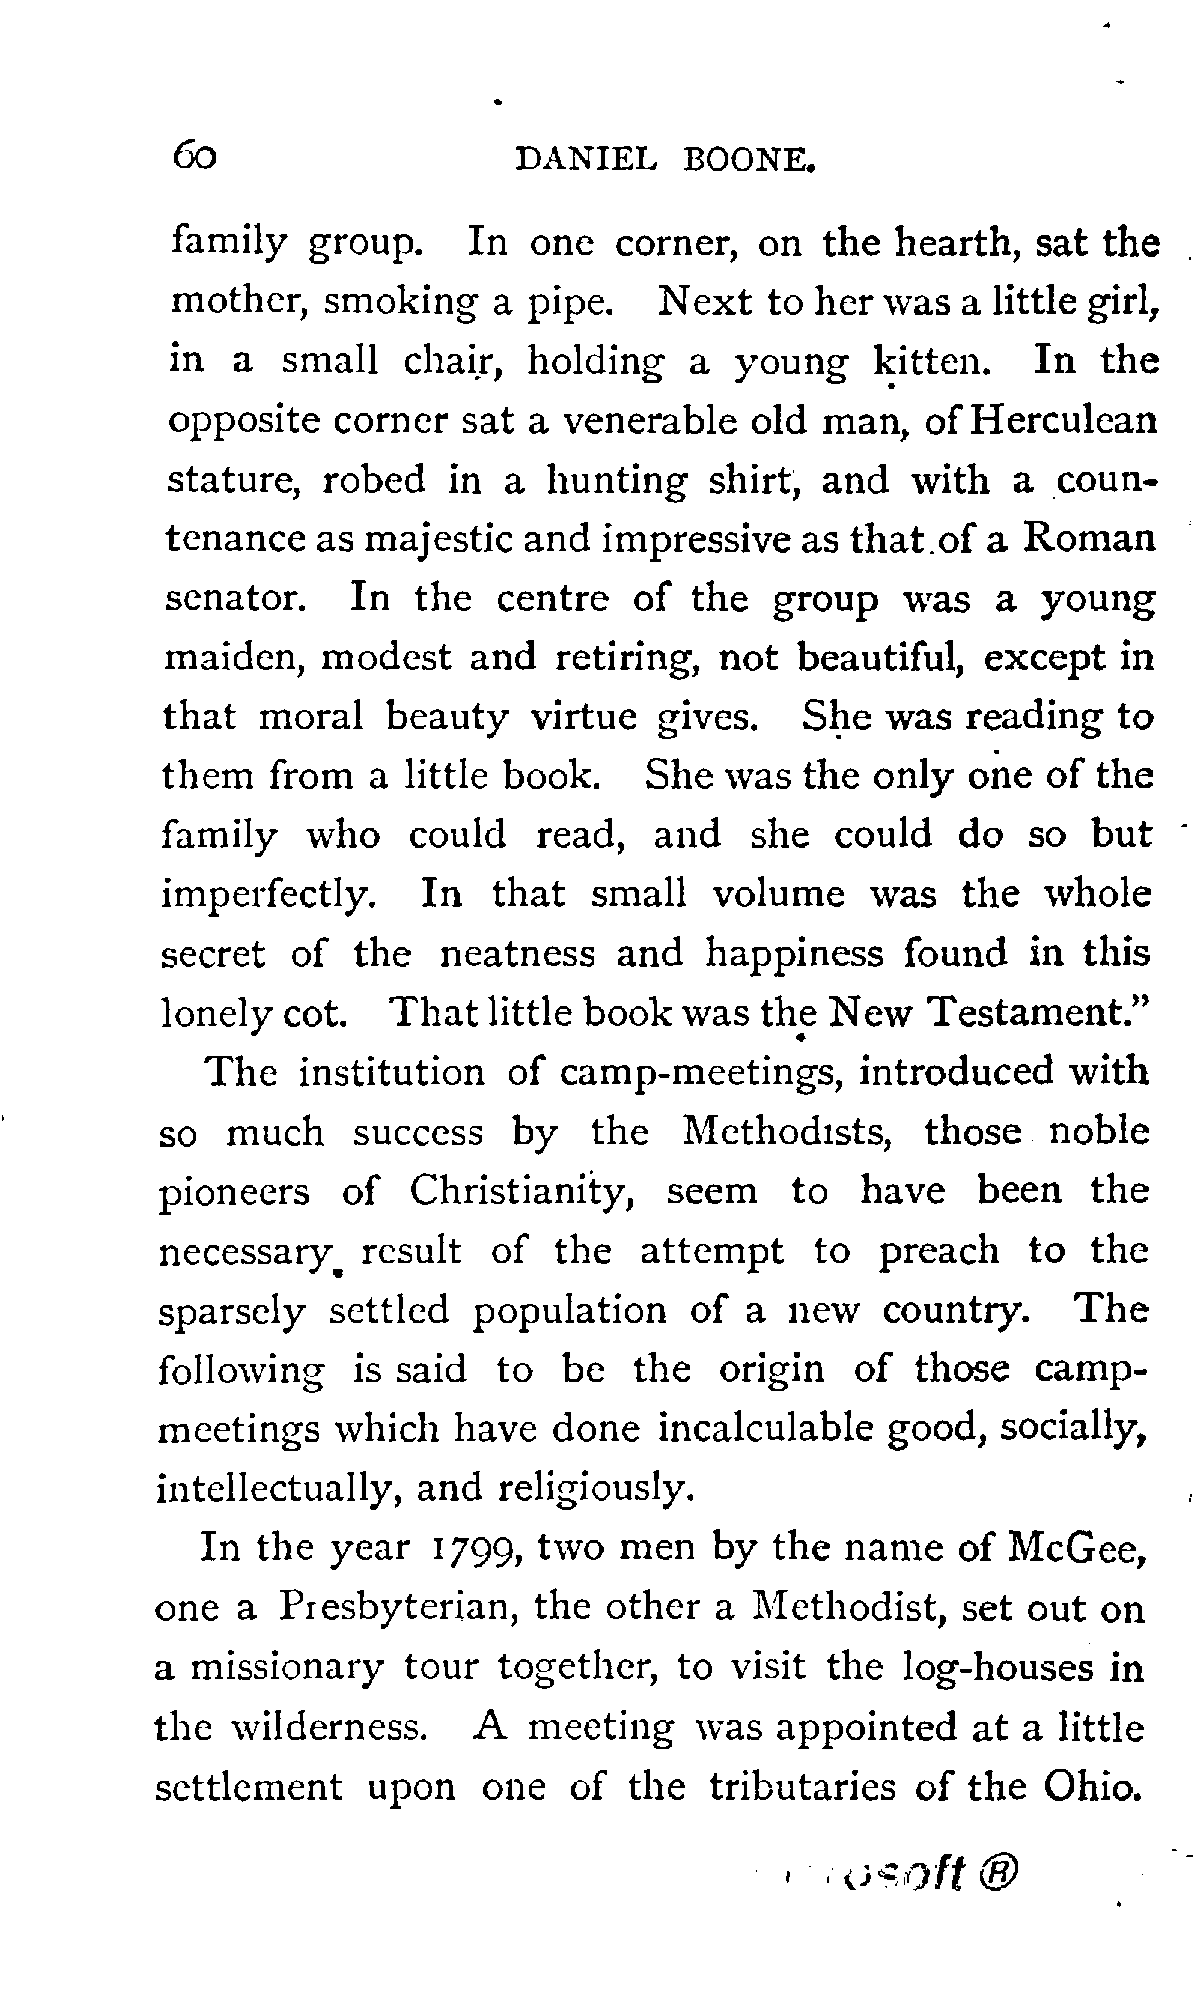 60 DANIEL BOONE.
family group. In one corner, on the hearth, sat the
mother, smoking a pipe. Next to her was a little girl,
in a small chair, holding a young kitten. In the
opposite corner sat a venerable old man, of Herculean
stature, robed in a hunting shirt, and with a coun-
tenance as majestic and impressive as that of a Roman
senator. In the centre of the group was a young
maiden, modest and retiring, not beautiful, except in
that moral beauty virtue gives. She was reading to
them from a little book. She was the only one of the
family who could read, and she could do so but
imperfectly. In that small volume was the whole
secret of the neatness and happiness found in this
lonely cot. That little book was the New Testament."
The institution of camp-meetings, introduced with
so much success by the Methodists, those noble
pioneers of Christianity, seem to have been the
necessary result of the attempt to preach to the
sparsely settled population of a new country. The
following is said to be the origin of those camp-
meetings which have done incalculable good, socially,
intellectually, and religiously.
In the year 1799, two men by the name of McGee,
one a Presbyterian, the other a Methodist, set out on
a missionary tour together, to visit the log-houses in
the wilderness. A meeting was appointed at a little
settlement upon one of the tributaries of the Ohio.